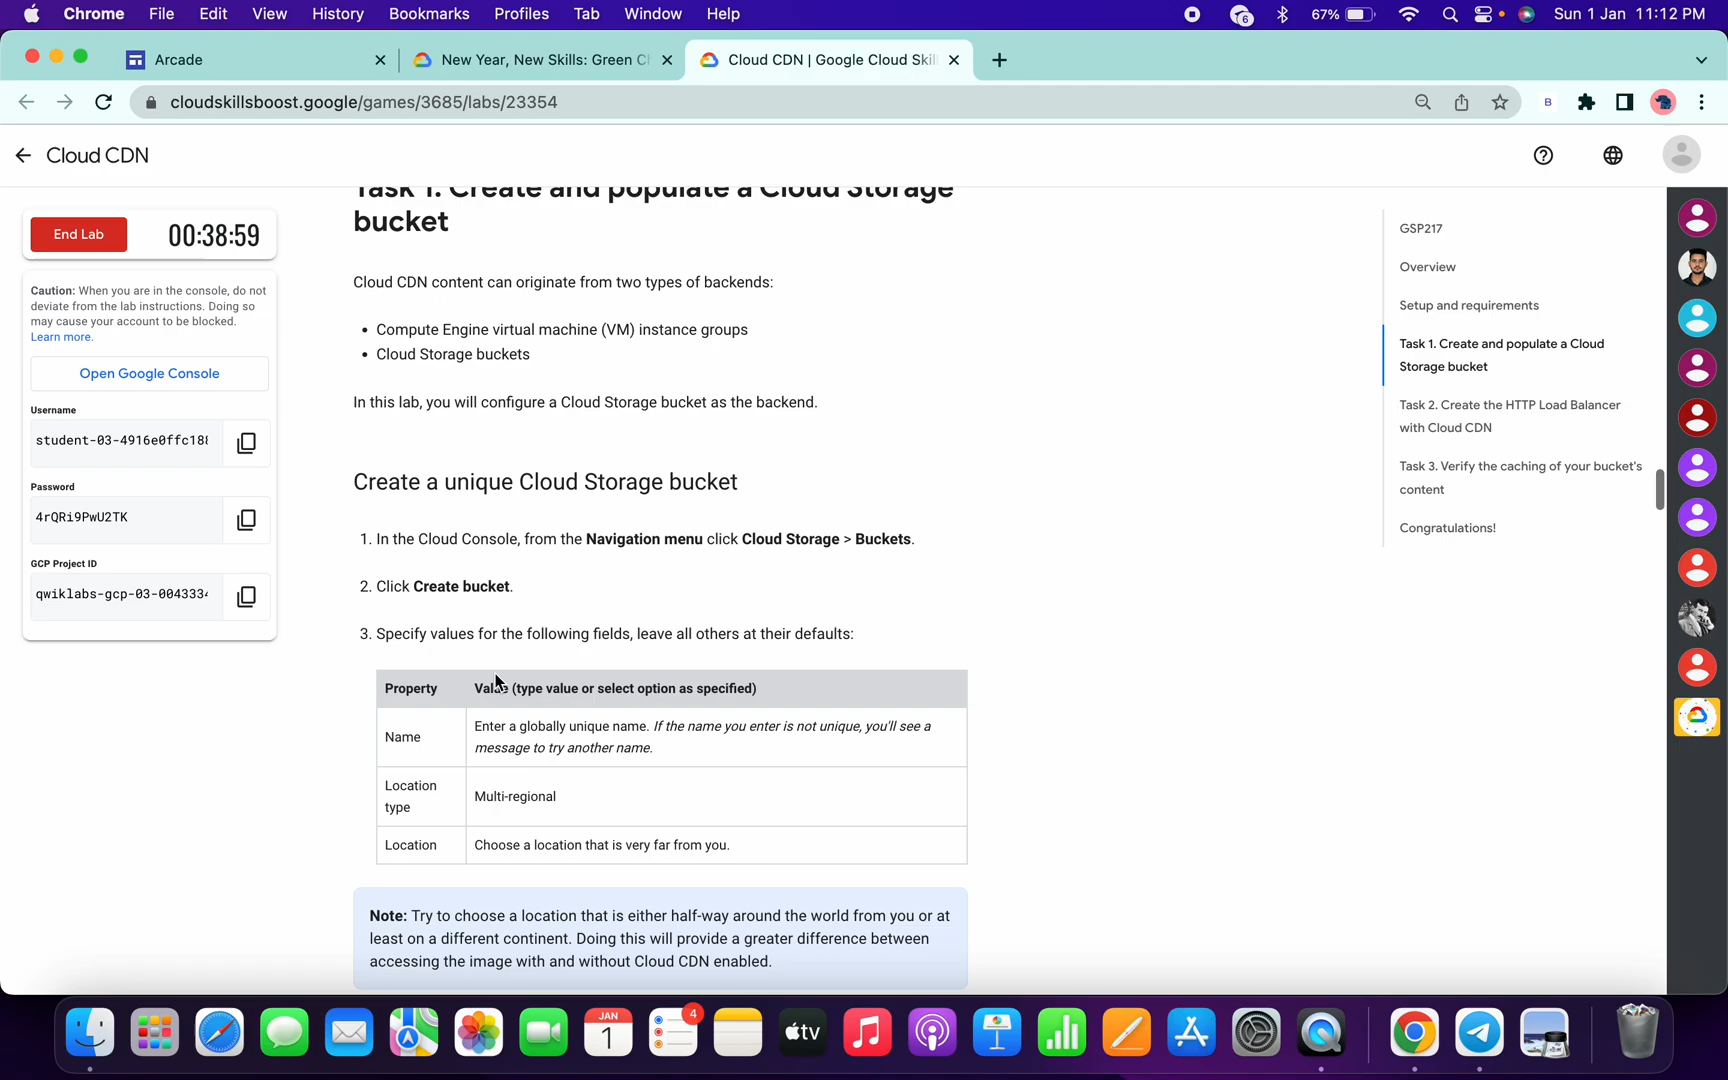 Chrome File Edit View History Bookmarks Profiles Tab Window Help 6 67% Sun 1 Jan 11:12 PM
Arcade
New Year, New Skills: Green
Cloud CDN | Google Cloud Skil
cloudskillsboost.google/games/3685/labs/23354
B
Cloud CDN
End Lab 00:38:59
Caution: When you are in the console, do not
deviate from the lab instructions. Doing so
may cause your account to be blocked.
Learn more.
Open Google Console
Username
student-03-4916e0ffc188
Password
4rQRi9PwU2TK
GCP Project ID
qwiklabs-gcp-03-0043334
Task 1. Create and populate a Cloud Storage
bucket
Cloud CDN content can originate from two types of backends:
• Compute Engine virtual machine (VM) instance groups
• Cloud Storage buckets
In this lab, you will configure a Cloud Storage bucket as the backend.
Create a unique Cloud Storage bucket
1. In the Cloud Console, from the Navigation menu click Cloud Storage > Buckets.
2. Click Create bucket.
3. Specify values for the following fields, leave all others at their defaults:
Property Value (type value or select option as specified)
Name
Enter a globally unique name. If the name you enter is not unique, you'll see a
message to try another name.
Location
type
Multi-regional
Location Choose a location that is very far from you.
Note: Try to choose a location that is either half-way around the world from you or at
least on a different continent. Doing this will provide a greater difference between
accessing the image with and without Cloud CDN enabled.
GSP217
Overview
Setup and requirements
Task 1. Create and populate a Cloud
Storage bucket
Task 2. Create the HTTP Load Balancer
with Cloud CDN
Task 3. Verify the caching of your bucket's
content
Congratulations!
JAN
1
4
tv